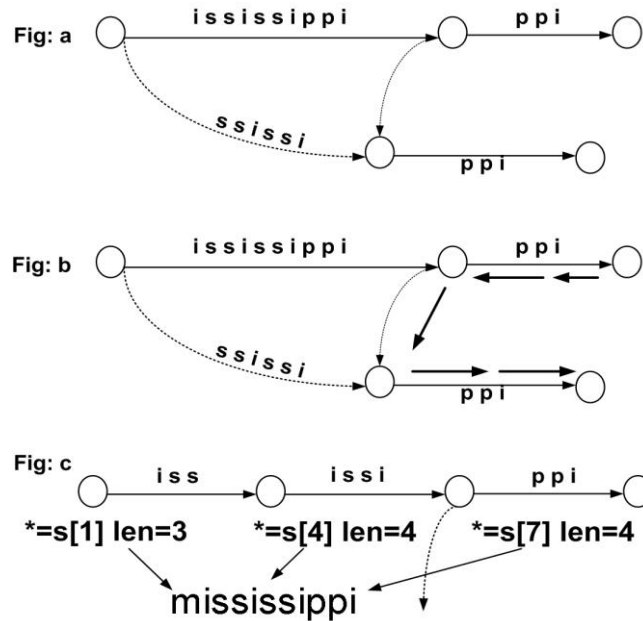 i s s i s s i p p i
p p i
Fig: a
s s i s s i
p p i
i s s i s s i p p i
p p i
Fig: b
s s i s s i
p p i
Fig: c
i s s
i s s i
p p i
*=s[1] len=3
*=s[4] len=4
*=s[7] len=4
mississippi